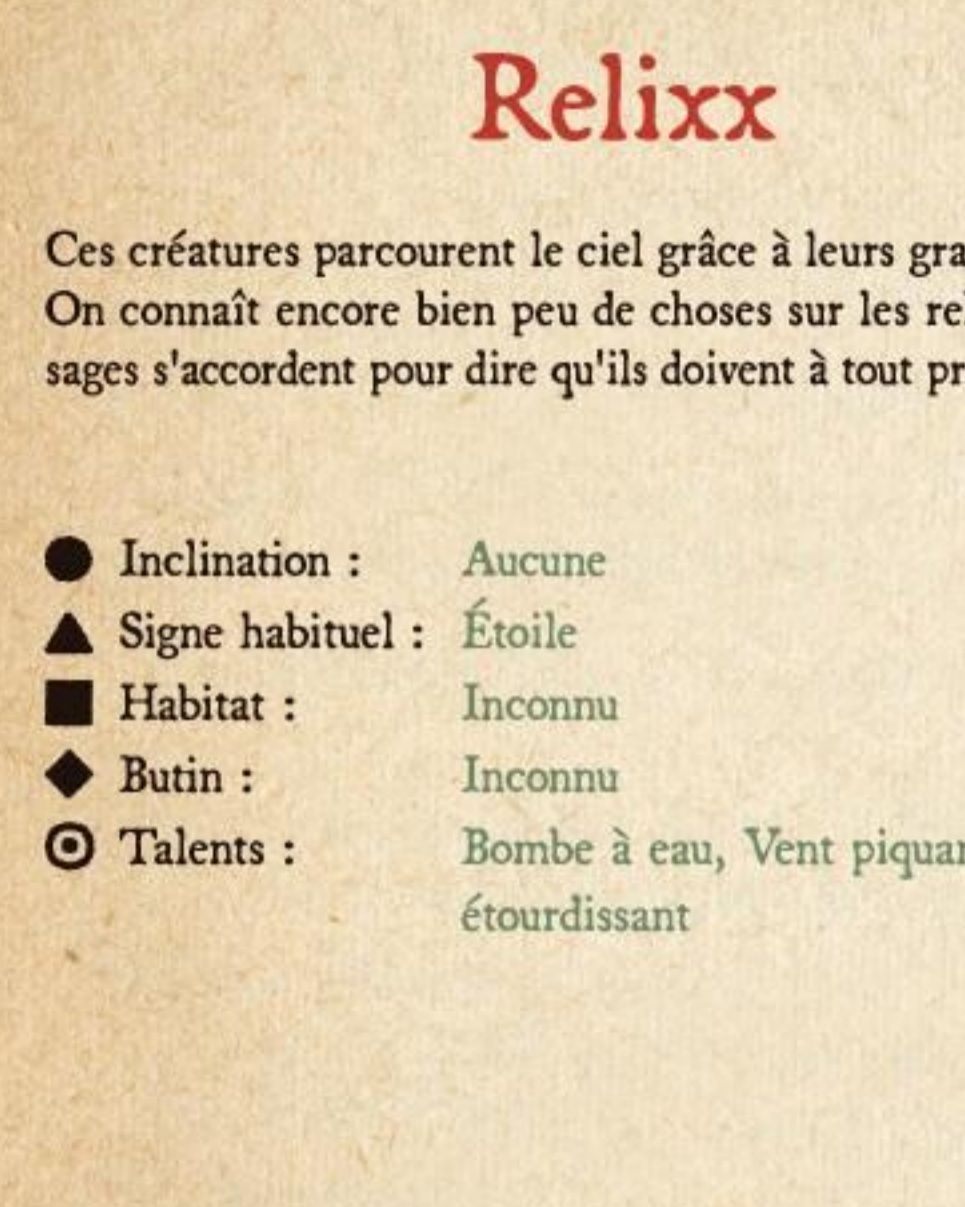 Relixx
Ces créatures parcourent le ciel grâce à leurs
On connaît encore bien peu de choses sur les
sages s'accordent pour dire qu'ils doivent à tout
Inclination : Aucune
Signe habituel : Étoile
Habitat : Inconnu
Butin : Inconnu
Talents : Bombe à eau, Vent
étourdissant